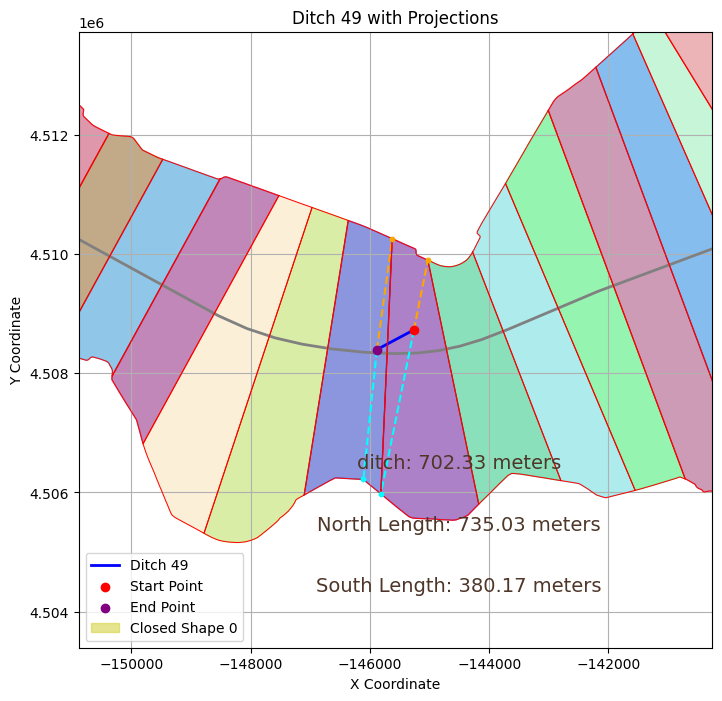 Ditch 49 with Projections
1e6
4.512
4.510
4.508
4.506
4.504
Y Coordinate
ditch: 702.33 meters
North Length: 735.03 meters
South Length: 380.17 meters
Ditch 49
Start Point
End Point
Closed Shape 0
−150000 −148000 −146000 −144000 −142000
X Coordinate